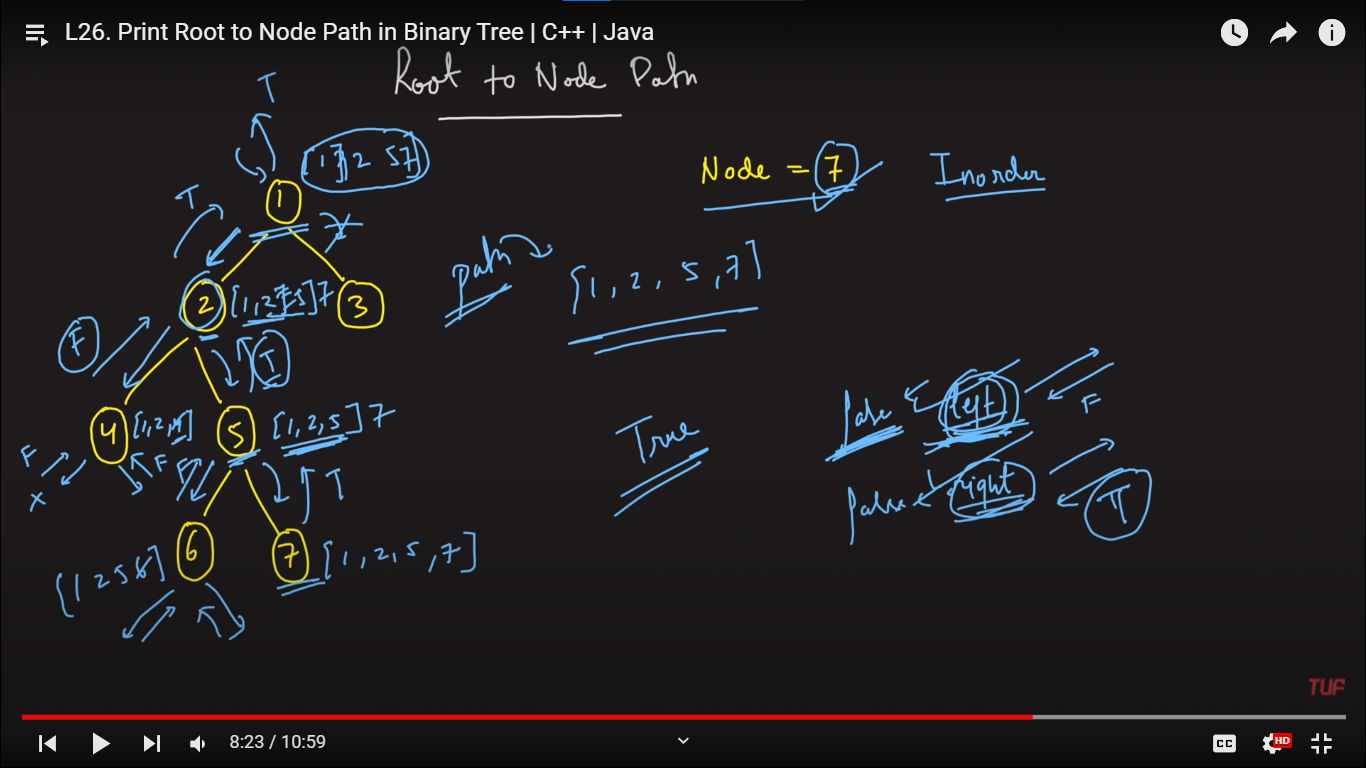 L26. Print Root to Node Path in Binary Tree | C++ | Java
Root to Node Path
T
[1 2 57]
Node = 7
Inorder
T
1
path
[1, 2, 5, 7]
2
[1,2
5]7
3
F
T
4
[1,2,4]
5
[1,2,5] 7
False
left
F
True
F
F
F
T
x
False
right
T
6
7
[1, 2, 5, 7]
[1 2 5 6]
TUF
8:23 / 10:59
CC
HD